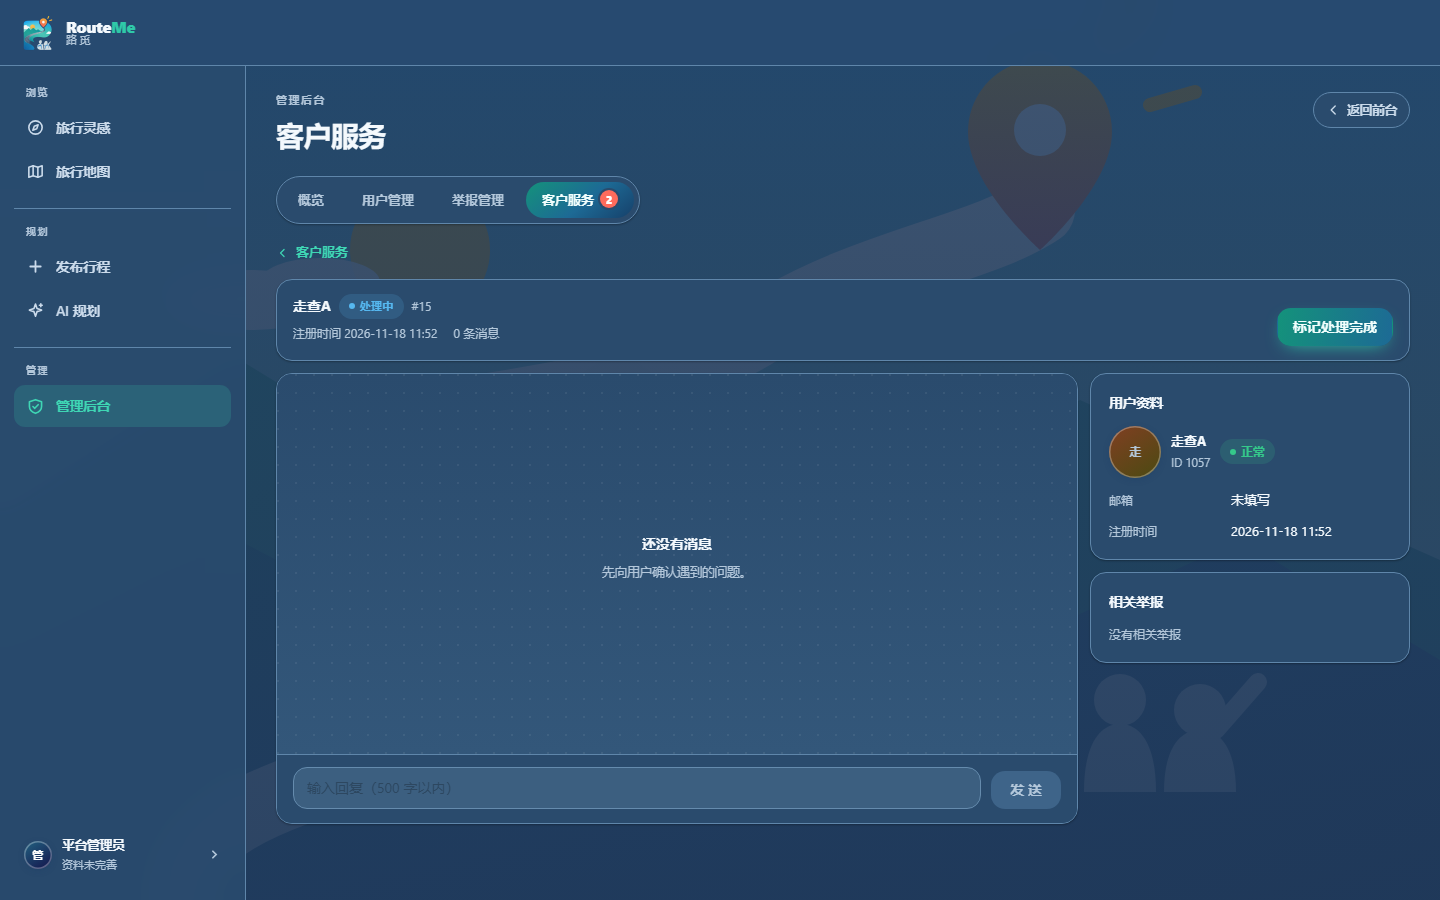 RouteMe
路觅
浏览
旅行灵感
旅行地图
规划
发布行程
AI 规划
管理
管理后台
平台管理员
资料未完善
管
管理后台
客户服务
返回前台
概览
用户管理
举报管理
客户服务 2
客户服务
走查A 处理中 #15
注册时间 2026-11-18 11:52 0 条消息
标记处理完成
还没有消息
先向用户确认遇到的问题。
输入回复（500 字以内）
发 送
用户资料
走
走查A
ID 1057
正常
邮箱 未填写
注册时间 2026-11-18 11:52
相关举报
没有相关举报